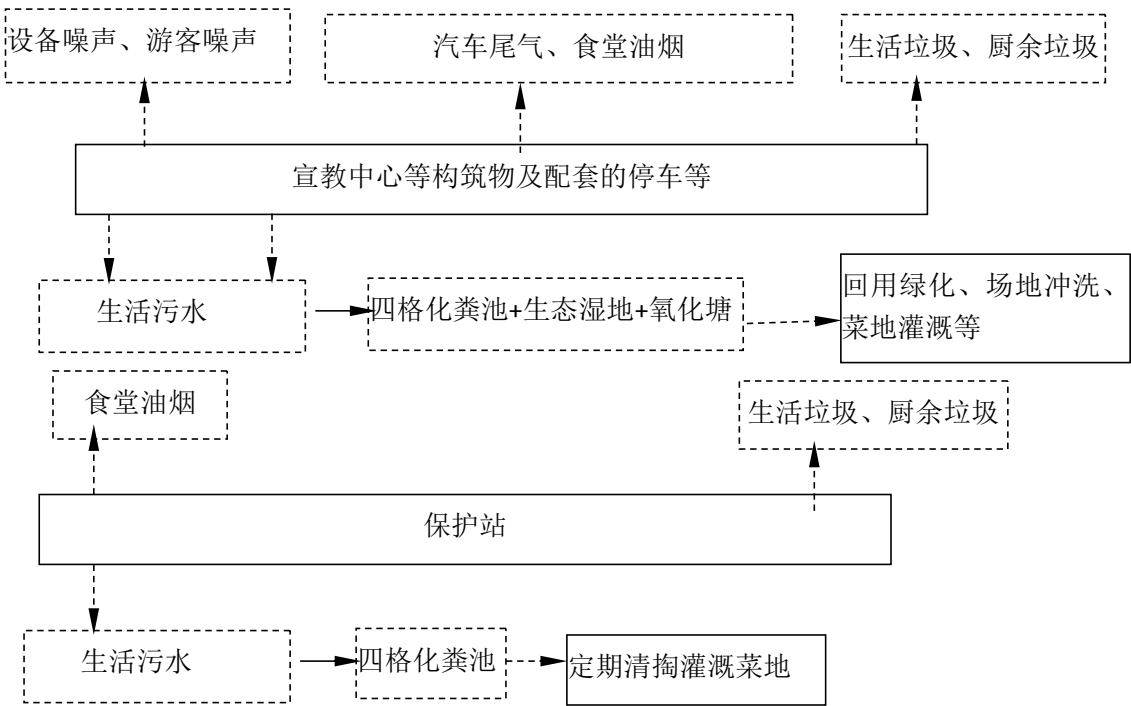 设备噪声、游客噪声
汽车尾气、食堂油烟
生活垃圾、厨余垃圾
宣教中心等构筑物及配套的停车等
生活污水
四格化粪池+生态湿地+氧化塘
回用绿化、场地冲洗、
菜地灌溉等
食堂油烟
生活垃圾、厨余垃圾
保护站
生活污水
四格化粪池
定期清掏灌溉菜地